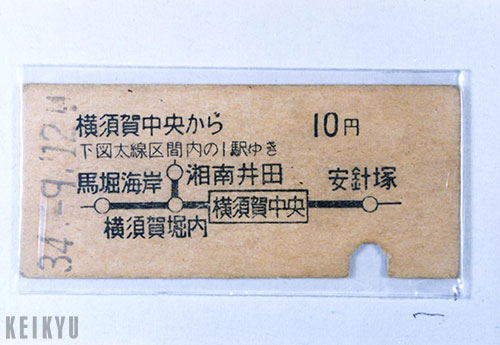 横須賀中央から 10円
下図太線区間内の1駅ゆき
馬堀海岸 湘南井田 安針塚
横須賀堀内 横須賀中央
34.-9.12
KEIKYU